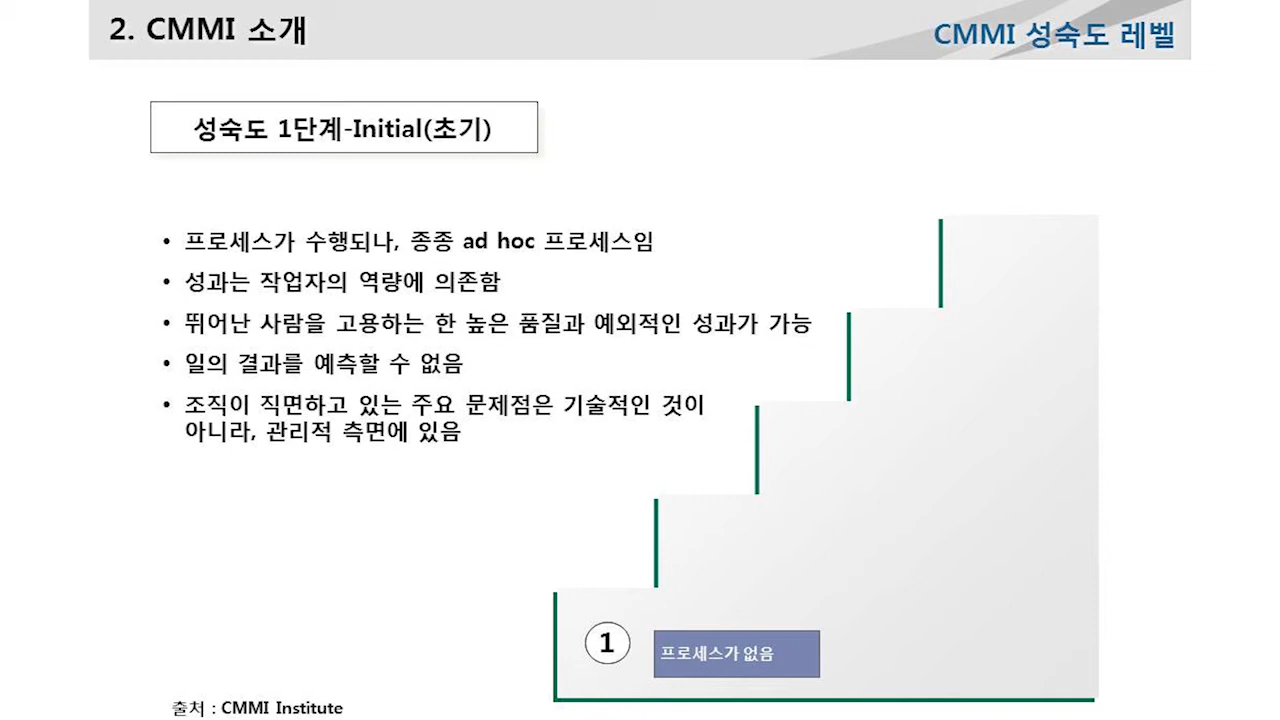 2. CMMI 소개
CMMI 성숙도 레벨
성숙도 1단계-Initial(초기)
• 프로세스가 수행되나, 종종 ad hoc 프로세스임
• 성과는 작업자의 역량에 의존함
• 뛰어난 사람을 고용하는 한 높은 품질과 예외적인 성과가 가능
• 일의 결과를 예측할 수 없음
• 조직이 직면하고 있는 주요 문제점은 기술적인 것이
아니라, 관리적 측면에 있음
1
프로세스가 없음
출처 : CMMI Institute